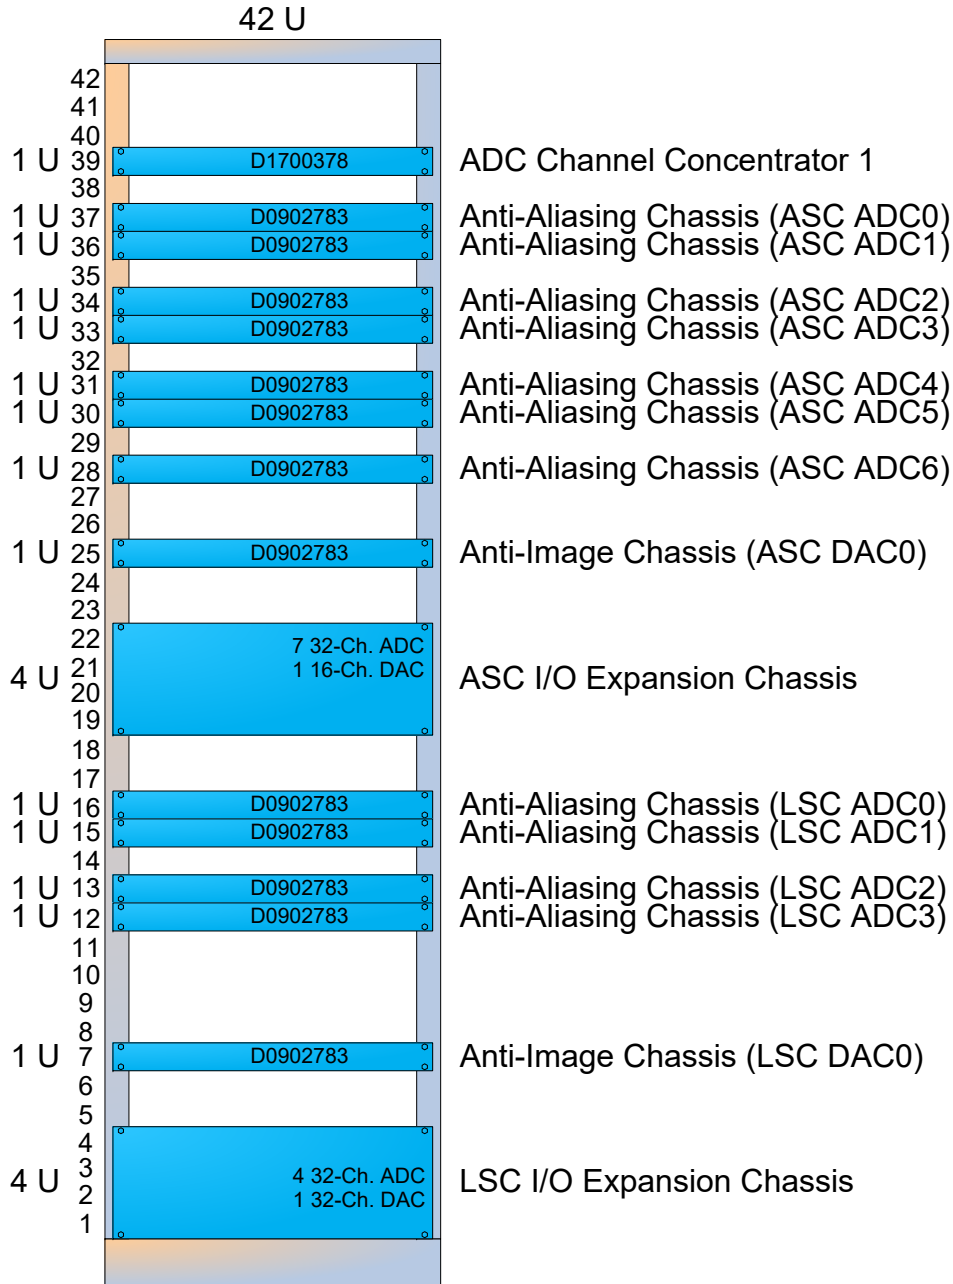 42 U
42
41
40
1 U 39 D1700378 ADC Channel Concentrator 1
38
1 U 37 D0902783 Anti-Aliasing Chassis (ASC ADC0)
1 U 36 D0902783 Anti-Aliasing Chassis (ASC ADC1)
35
1 U 34 D0902783 Anti-Aliasing Chassis (ASC ADC2)
1 U 33 D0902783 Anti-Aliasing Chassis (ASC ADC3)
32
1 U 31 D0902783 Anti-Aliasing Chassis (ASC ADC4)
1 U 30 D0902783 Anti-Aliasing Chassis (ASC ADC5)
29
1 U 28 D0902783 Anti-Aliasing Chassis (ASC ADC6)
27
26
1 U 25 D0902783 Anti-Image Chassis (ASC DAC0)
24
23
22 7 32-Ch. ADC
21 1 16-Ch. DAC
4 U ASC I/O Expansion Chassis
20
19
18
17
1 U 16 D0902783 Anti-Aliasing Chassis (LSC ADC0)
1 U 15 D0902783 Anti-Aliasing Chassis (LSC ADC1)
14
1 U 13 D0902783 Anti-Aliasing Chassis (LSC ADC2)
1 U 12 D0902783 Anti-Aliasing Chassis (LSC ADC3)
11
10
9
8
1 U 7 D0902783 Anti-Image Chassis (LSC DAC0)
6
5
4
3 4 32-Ch. ADC
4 U LSC I/O Expansion Chassis
2 1 32-Ch. DAC
1